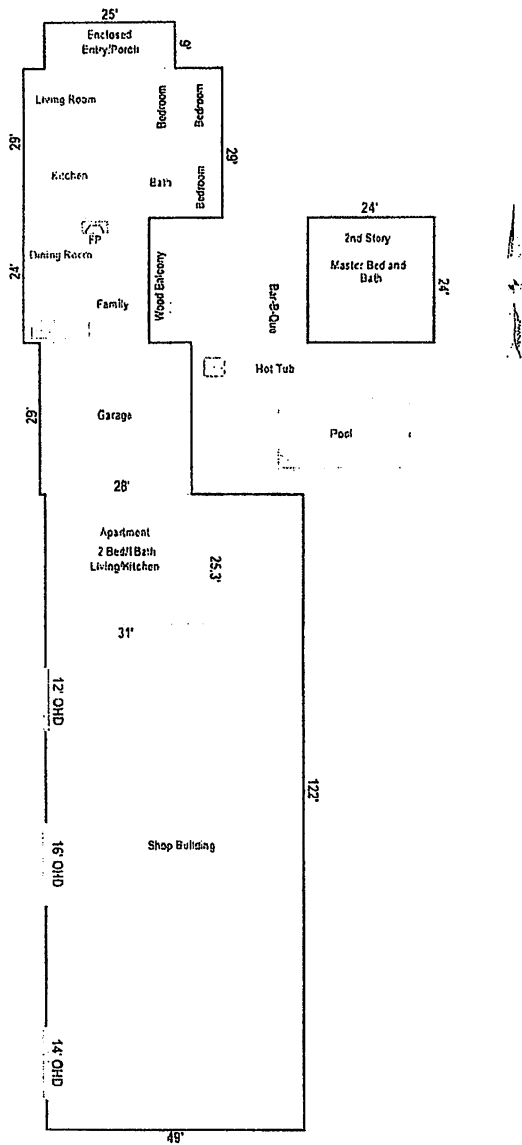 25'
Enclosed
Entry/Porch
9'
Living Room
Bedroom
Bedroom
29'
29'
Kitchen
Bath
Bedroom
24'
FP
2nd Story
Master Bed and
Bath
24'
Dining Room
24'
Wood Balcony
Bar-B-Que
Family
Hot Tub
29'
Garage
Pool
28'
Apartment
2 Bed/1 Bath
Living/Kitchen
25.3'
31'
12' OHD
122'
16' OHD
Shop Building
14' OHD
49'